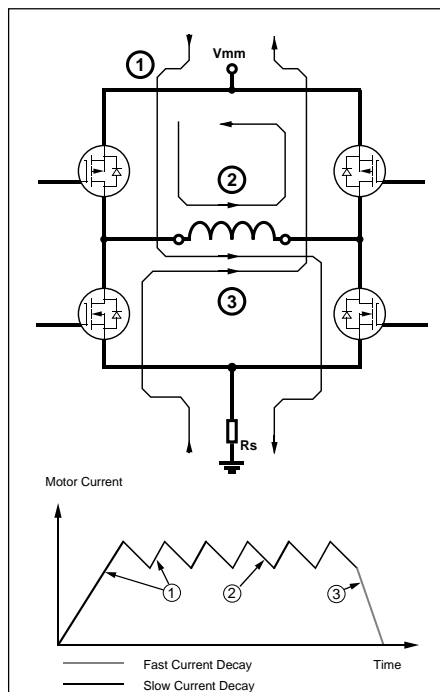 1
Vmm
2
3
Rs
Motor Current
1
2
3
Fast Current Decay
Time
Slow Current Decay